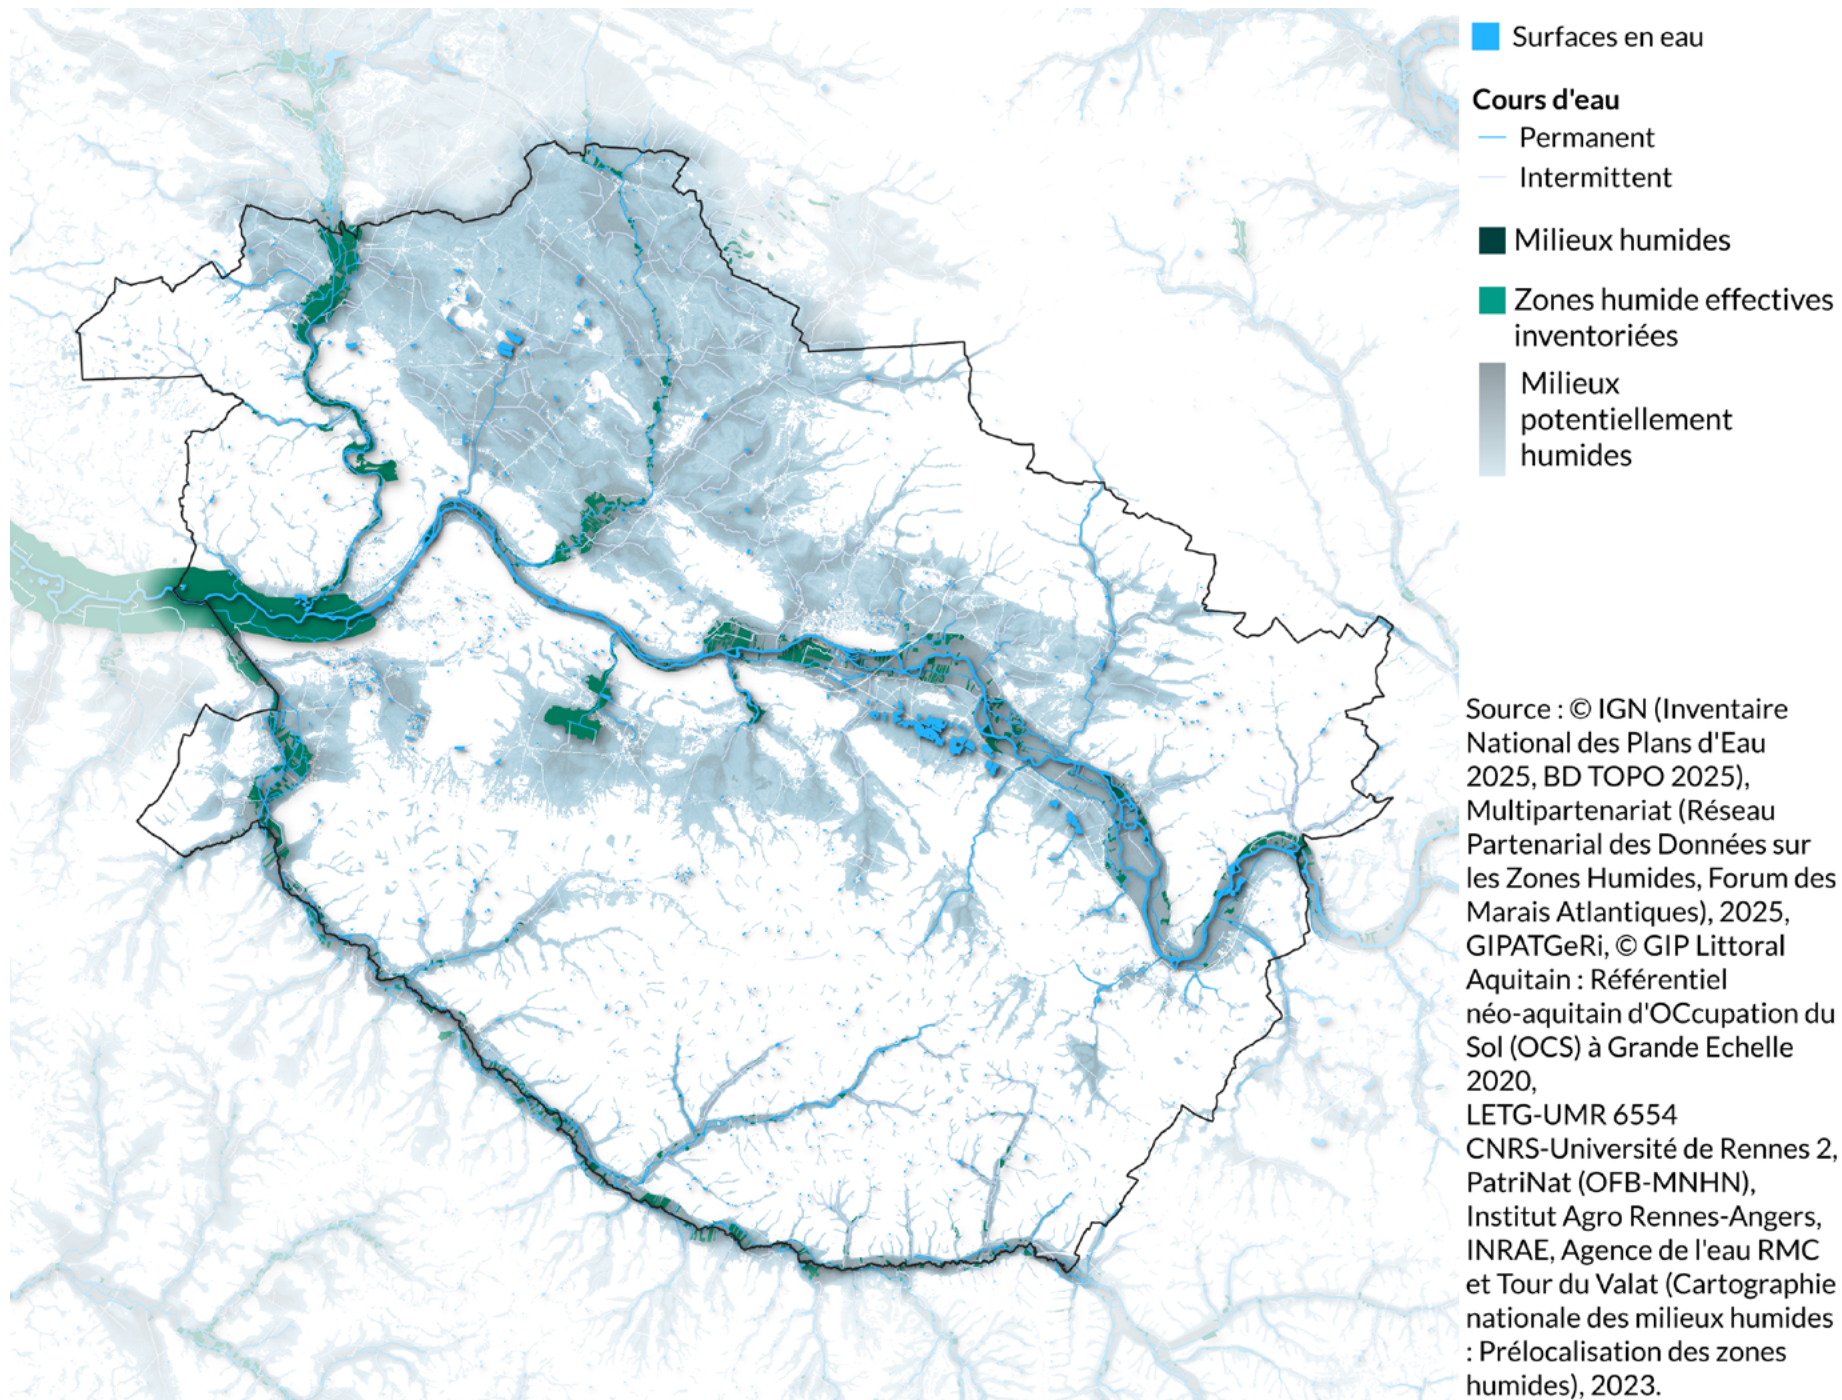 Surfaces en eau
Cours d'eau
Permanent
Intermittent
Milieux humides
Zones humide effectives
inventoriées
Milieux
potentiellement
humides
Source : © IGN (Inventaire
National des Plans d'Eau
2025, BD TOPO 2025),
Multipartenariat (Réseau
Partenarial des Données sur
les Zones Humides, Forum des
Marais Atlantiques), 2025,
GIPATGeRi, © GIP Littoral
Aquitain : Référentiel
néo-aquitain d'OCcupation du
Sol (OCS) à Grande Echelle
2020,
LETG-UMR 6554
CNRS-Université de Rennes 2,
PatriNat (OFB-MNHN),
Institut Agro Rennes-Angers,
INRAE, Agence de l'eau RMC
et Tour du Valat (Cartographie
nationale des milieux humides
: Prélocalisation des zones
humides), 2023.